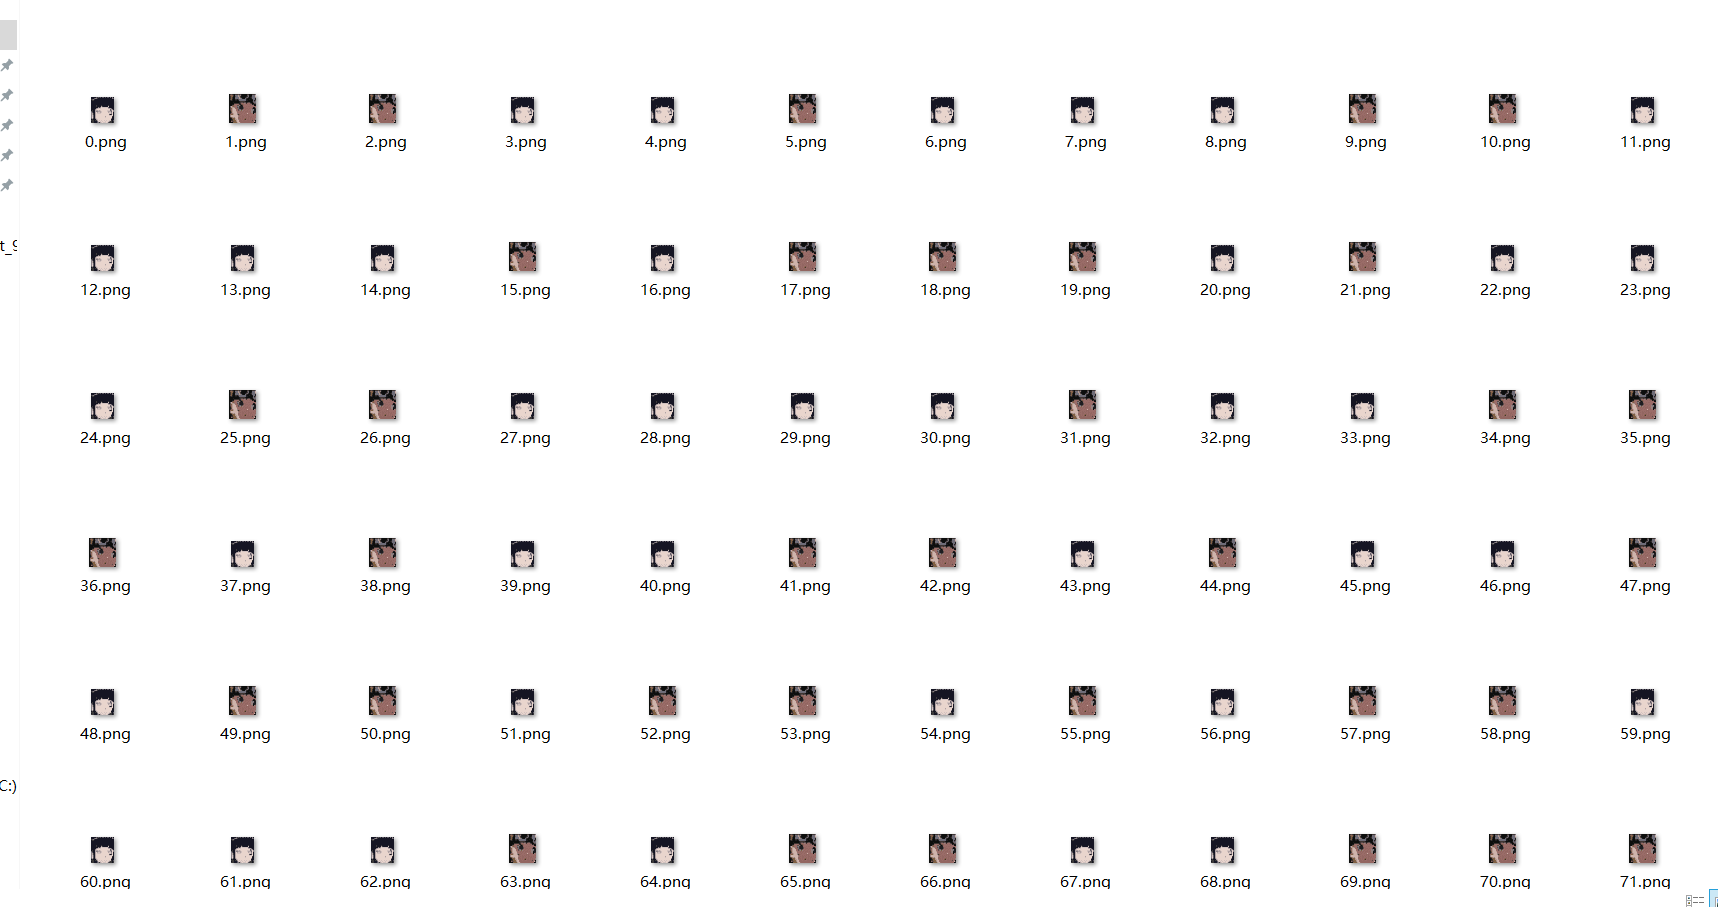 0.png 1.png 2.png 3.png 4.png 5.png 6.png 7.png 8.png 9.png 10.png 11.png
t_9
12.png 13.png 14.png 15.png 16.png 17.png 18.png 19.png 20.png 21.png 22.png 23.png
24.png 25.png 26.png 27.png 28.png 29.png 30.png 31.png 32.png 33.png 34.png 35.png
36.png 37.png 38.png 39.png 40.png 41.png 42.png 43.png 44.png 45.png 46.png 47.png
48.png 49.png 50.png 51.png 52.png 53.png 54.png 55.png 56.png 57.png 58.png 59.png
C:)
60.png 61.png 62.png 63.png 64.png 65.png 66.png 67.png 68.png 69.png 70.png 71.png